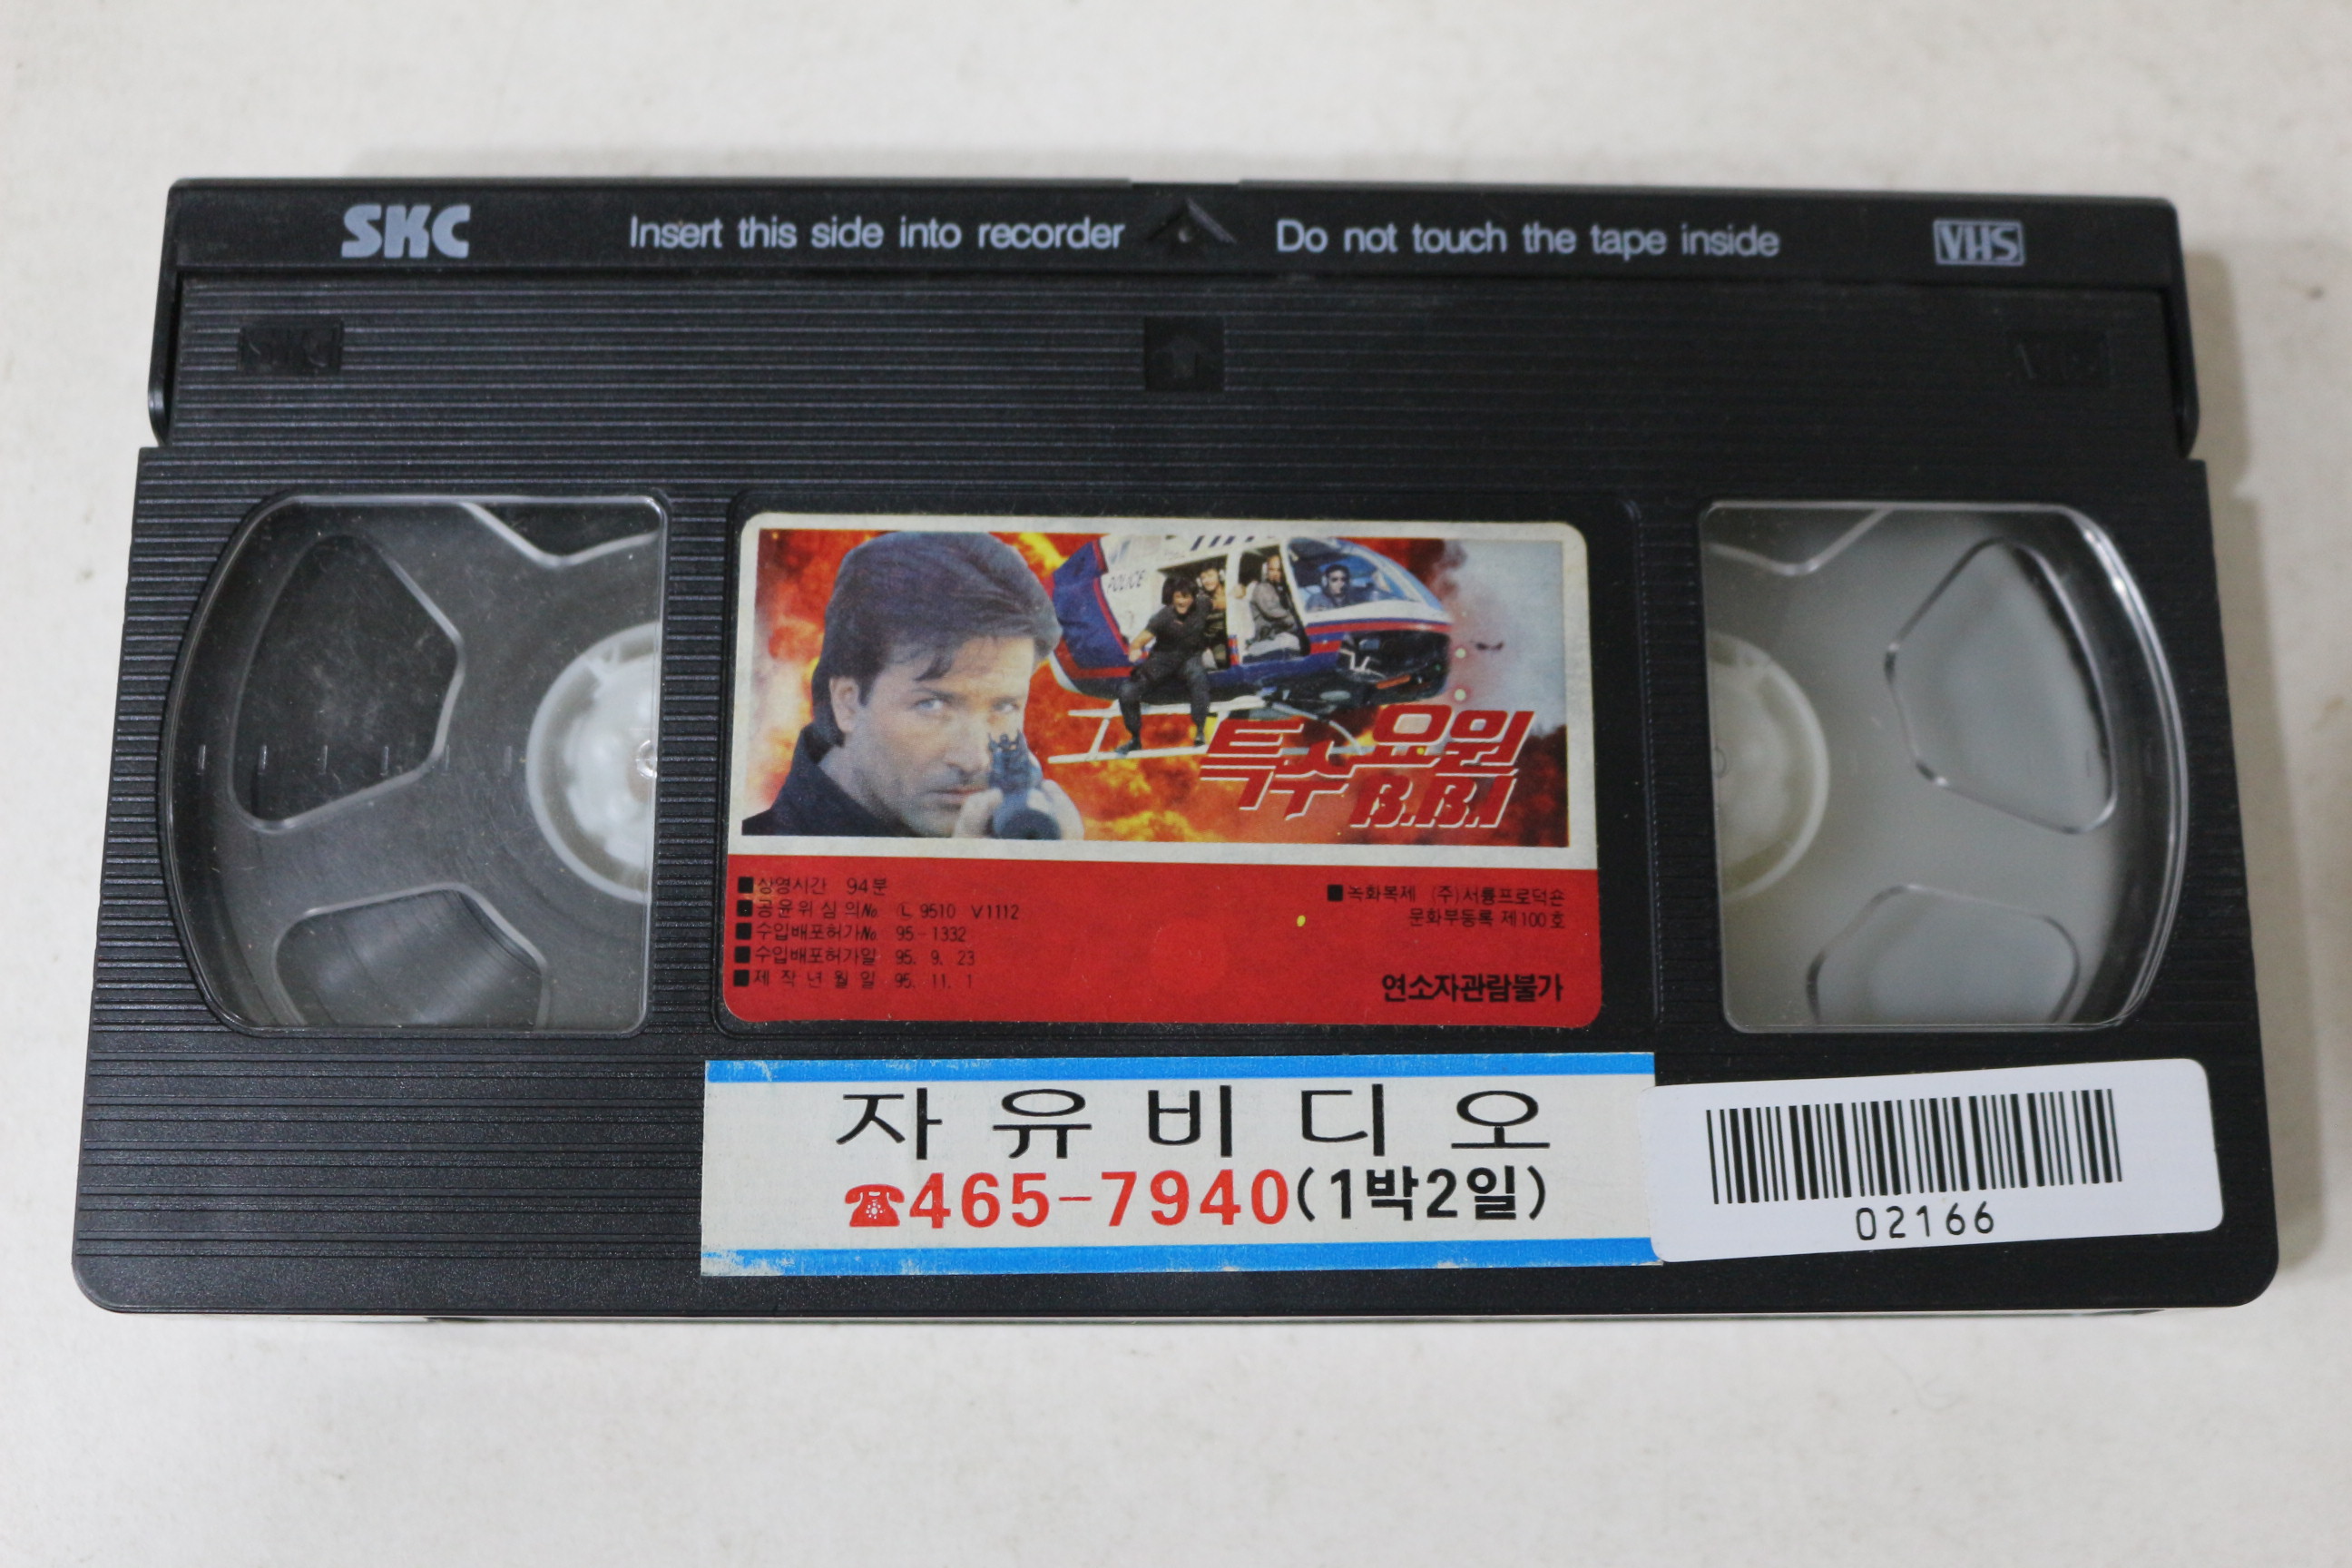 SKC Insert this side into recorder Do not touch the tape inside VHS
SKC VHS
POLICE
특수요원
B.B.I
■상영시간 94분
■공윤위심의No. Ⓛ 9510 V1112
■수입배포허가No 95-1332
■수입배포허가일 95. 9. 23
■제작년월일 95. 11. 1
■녹화복제 (주)서륭프로덕숀
문화부등록 제100호
연소자관람불가
자유비디오
☎465-7940(1박2일)
02166